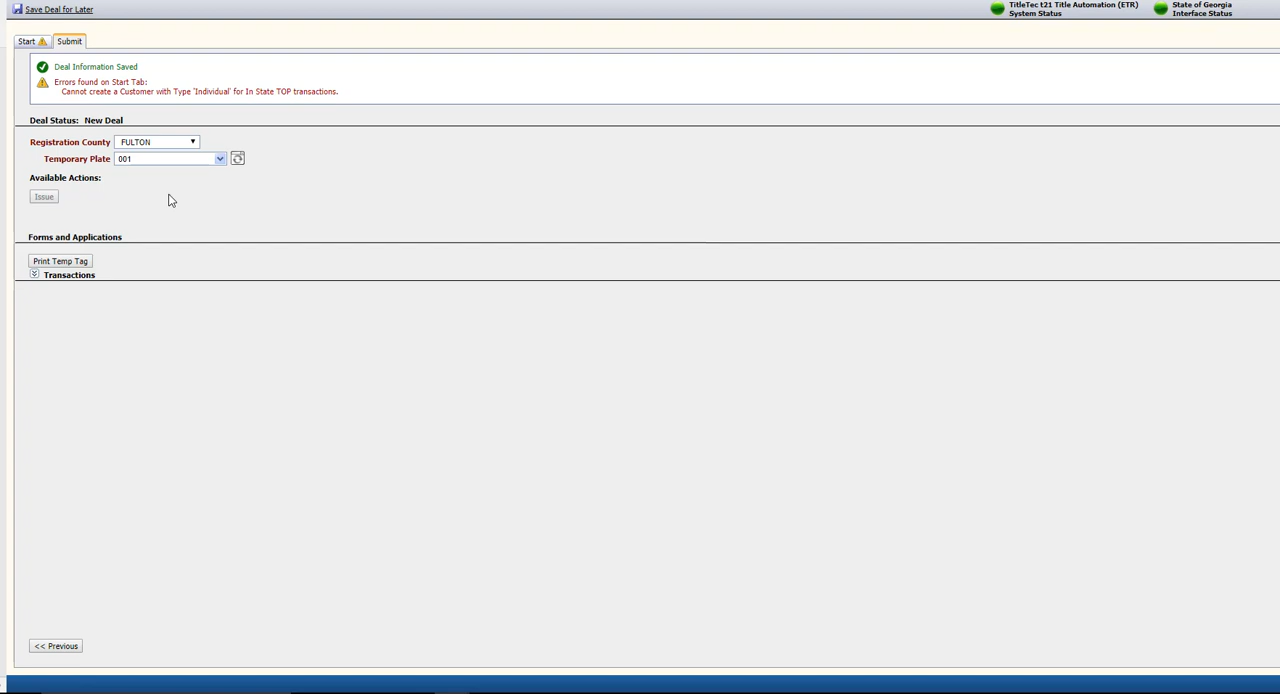 Save Deal for Later
TitleTec t21 Title Automation (ETR)
System Status
State of Georgia
Interface Status
Start
Submit
Deal Information Saved
Errors found on Start Tab:
Cannot create a Customer with Type 'Individual' for In State TOP transactions.
Deal Status: New Deal
Registration County FULTON
Temporary Plate 001
Available Actions:
Issue
Forms and Applications
Print Temp Tag
Transactions
<< Previous